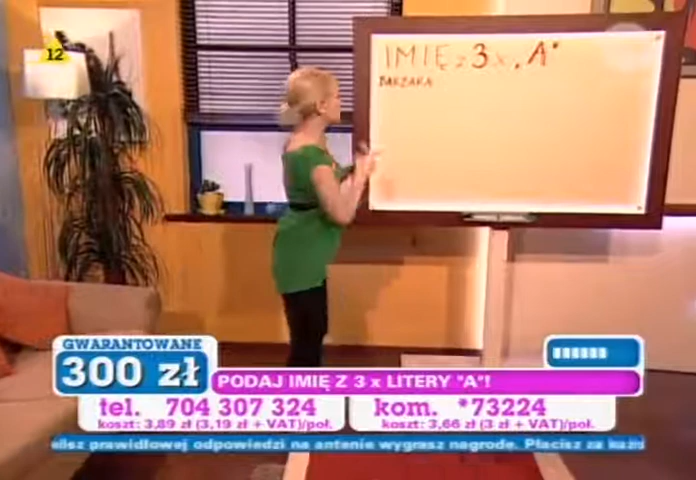 12
IMIĘ z 3 x "A"
BARBARA
GWARANTOWANE
300 zł
PODAJ IMIĘ Z 3 x LITERY "A"!
tel. 704 307 324
koszt: 3,89 zł (3,19 zł + VAT)/poł.
kom. *73224
koszt: 3,66 zł (3 zł + VAT)/poł.
prawidłowej odpowiedzi na antenie wygrasz nagrodę. Płacisz za